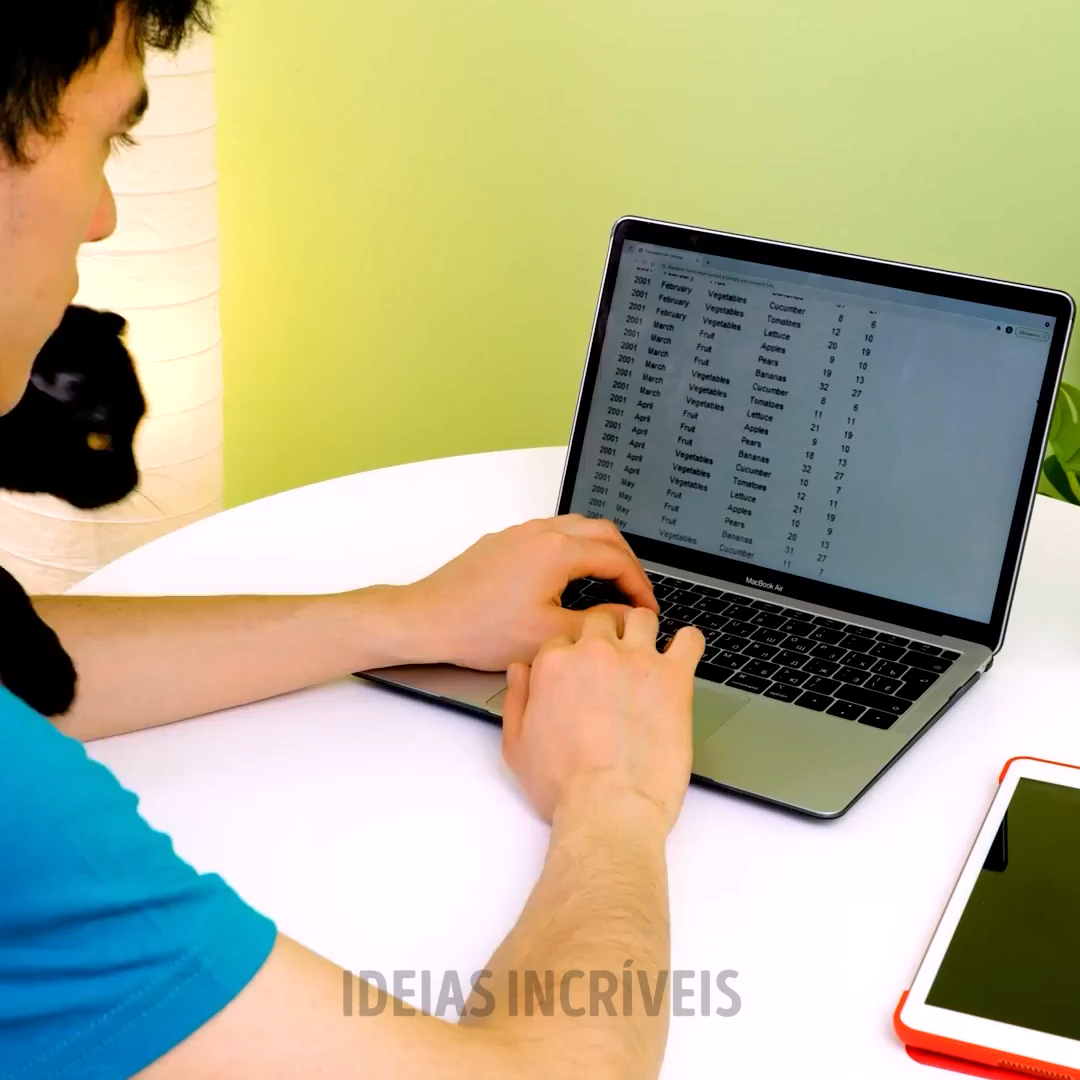 2001 February Vegetables Cucumber 8 6
2001 February Vegetables Tomatoes 12 10
2001 February Vegetables Lettuce 20 19
2001 March Fruit Apples 9 10
2001 March Fruit Pears 19 13
2001 March Fruit Bananas 32 27
2001 March Vegetables Cucumber 8 6
2001 March Vegetables Tomatoes 11 11
2001 March Vegetables Lettuce 21 19
2001 April Fruit Apples 9 10
2001 April Fruit Pears 18 13
2001 April Fruit Bananas 32 27
2001 April Vegetables Cucumber 10 7
2001 April Vegetables Tomatoes 12 11
2001 April Vegetables Lettuce 21 19
2001 May Fruit Apples 10 9
2001 May Fruit Pears 20 13
2001 May Fruit Bananas 31 27
Vegetables Cucumber 11 7
MacBook Air
IDEIAS INCRÍVEIS